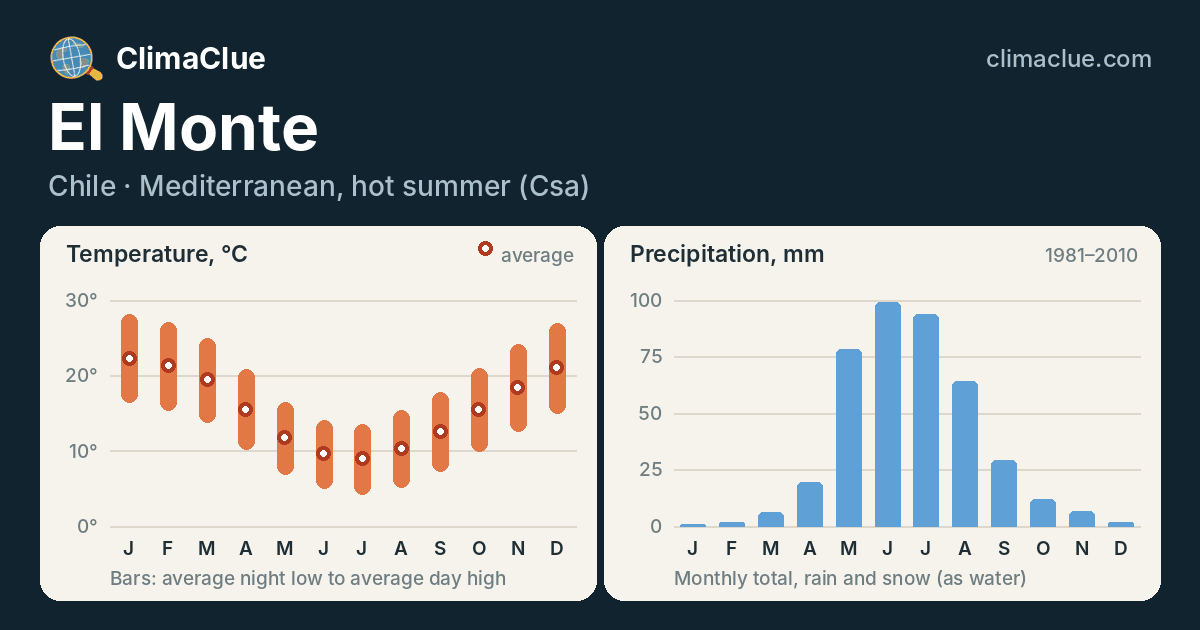 ClimaClue
climaclue.com
El Monte
Chile · Mediterranean, hot summer (Csa)
Temperature, °C
average
30°
20°
10°
0°
J F M A M J J A S O N D
Bars: average night low to average day high
Precipitation, mm
1981–2010
100
75
50
25
0
J F M A M J J A S O N D
Monthly total, rain and snow (as water)